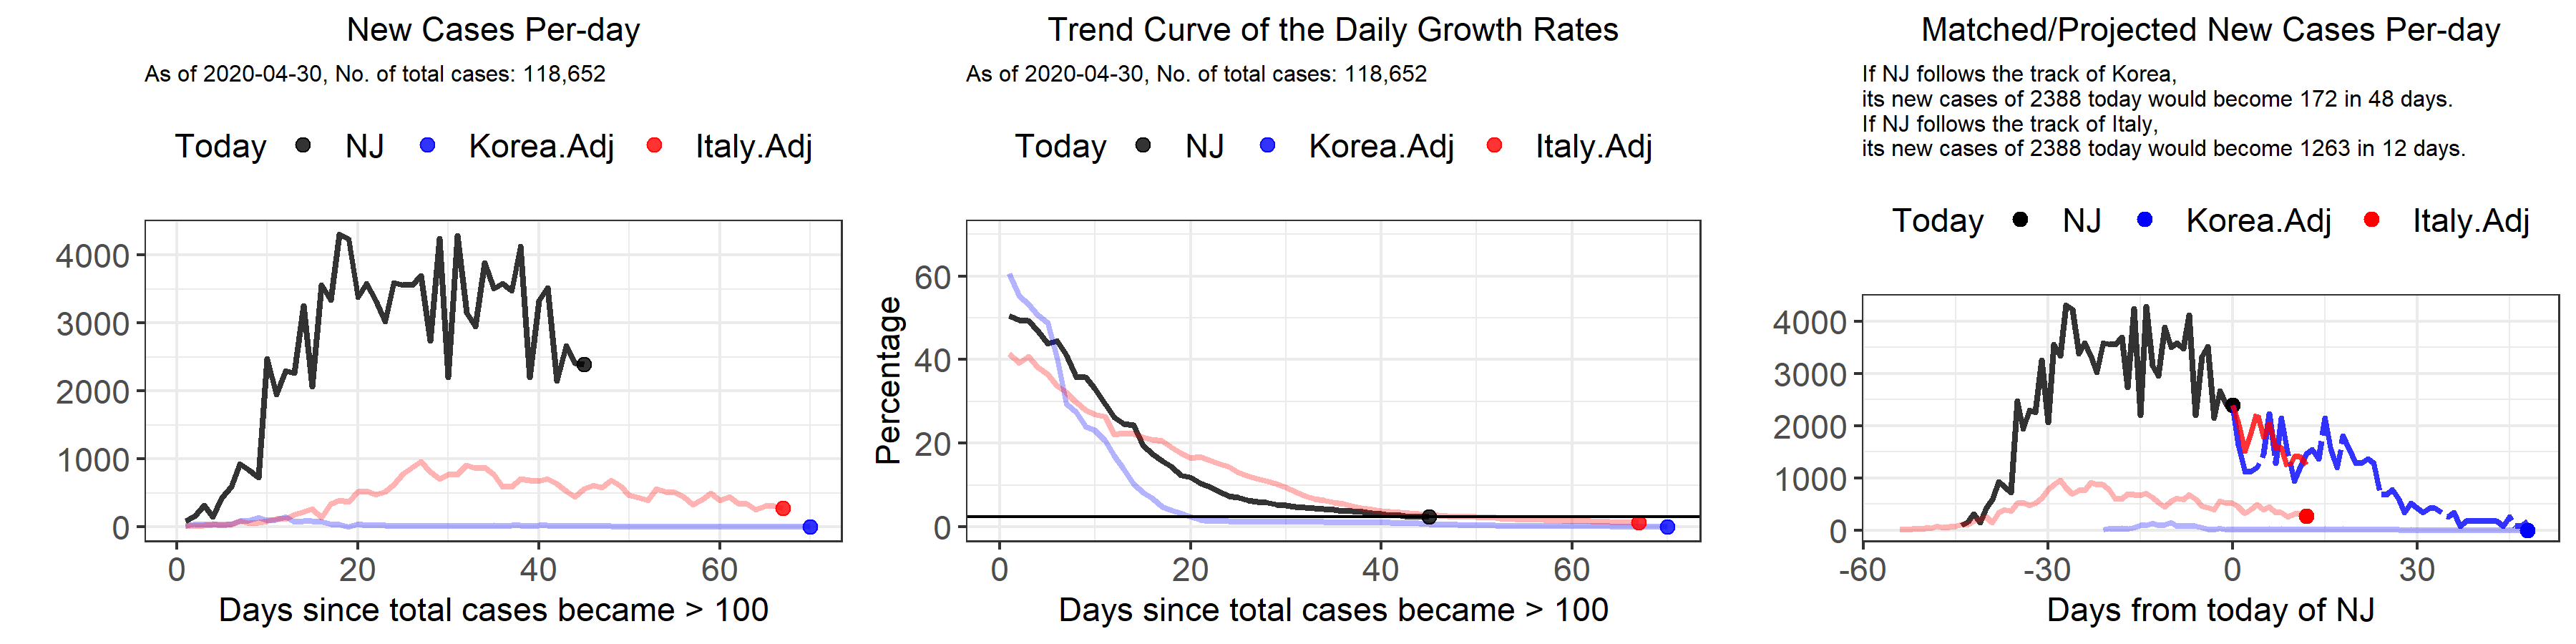 New Cases Per-day
As of 2020-04-30, No. of total cases: 118,652
Today NJ Korea.Adj Italy.Adj
4000
3000
2000
1000
0
0 20 40 60
Days since total cases became > 100
Trend Curve of the Daily Growth Rates
As of 2020-04-30, No. of total cases: 118,652
Today NJ Korea.Adj Italy.Adj
Percentage
60
40
20
0
0 20 40 60
Days since total cases became > 100
Matched/Projected New Cases Per-day
If NJ follows the track of Korea,
its new cases of 2388 today would become 172 in 48 days.
If NJ follows the track of Italy,
its new cases of 2388 today would become 1263 in 12 days.
Today NJ Korea.Adj Italy.Adj
4000
3000
2000
1000
0
-60 -30 0 30
Days from today of NJ